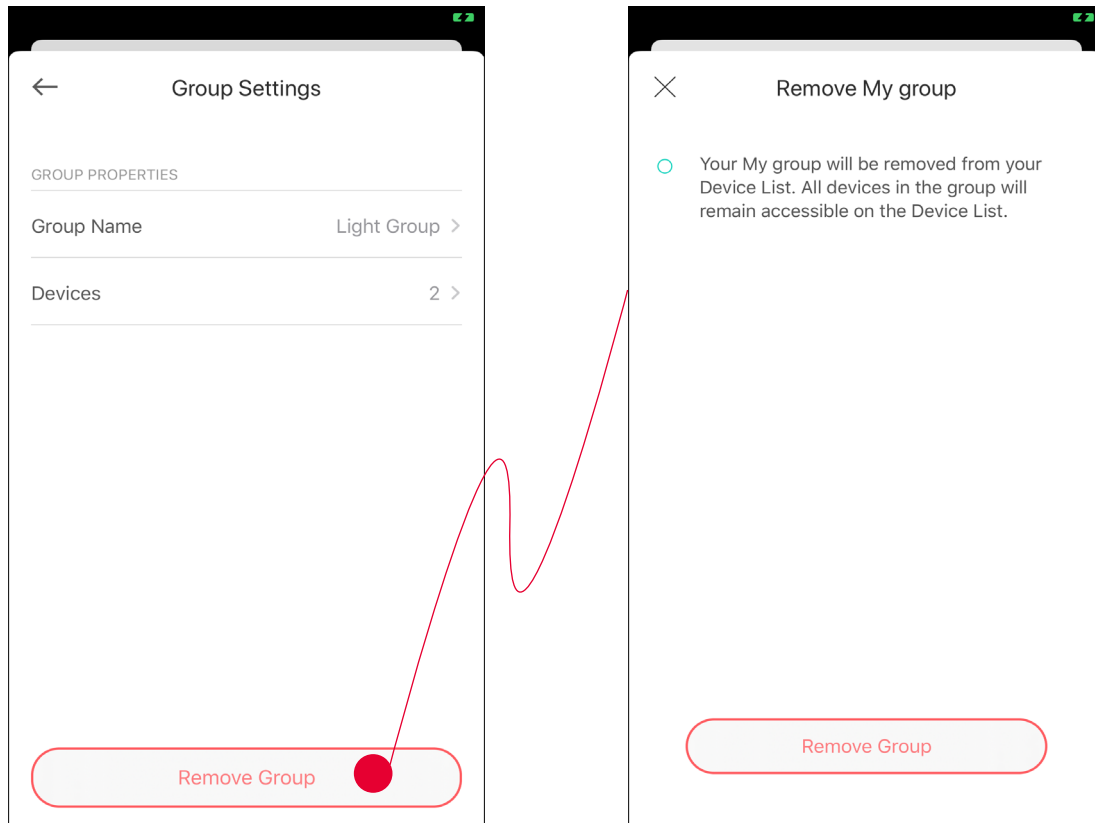 Group Settings
GROUP PROPERTIES
Group Name Light Group
Devices 2
Remove Group
Remove My group
Your My group will be removed from your
Device List. All devices in the group will
remain accessible on the Device List.
Remove Group